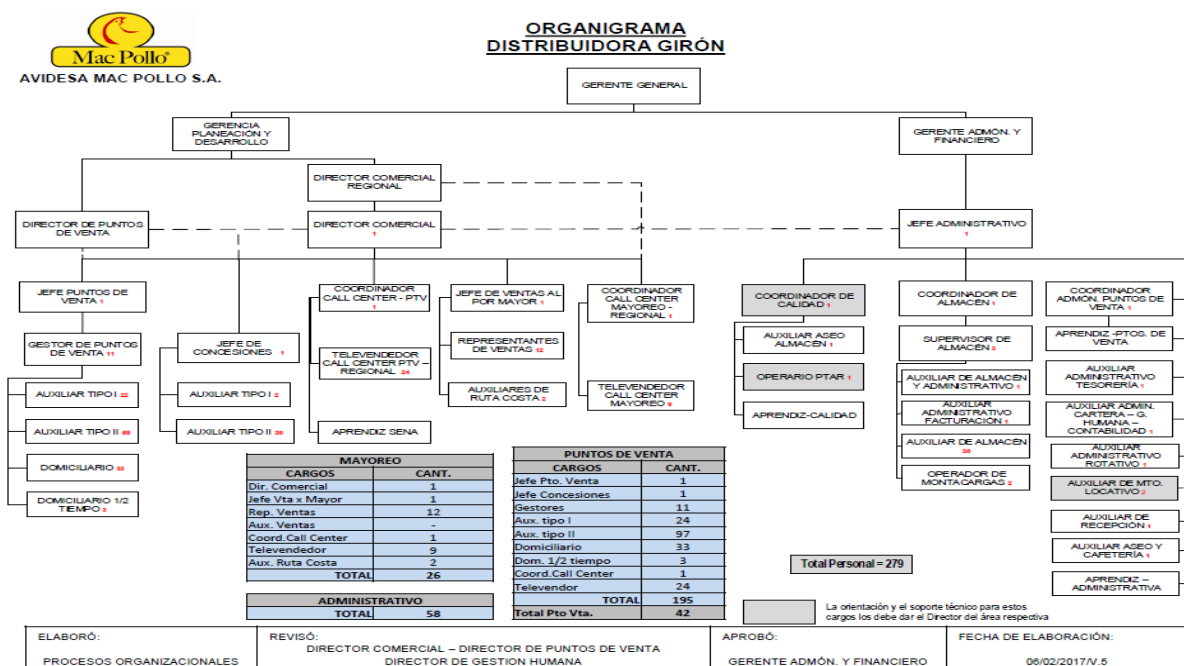 Mac Pollo®
AVIDESA MAC POLLO S.A.
ORGANIGRAMA
DISTRIBUIDORA GIRÓN
GERENTE GENERAL
GERENCIA
PLANEACIÓN Y
DESARROLLO
GERENTE ADMÓN. Y
FINANCIERO
DIRECTOR COMERCIAL
REGIONAL
DIRECTOR DE PUNTOS
DE VENTA
DIRECTOR COMERCIAL
1
JEFE ADMINISTRATIVO
1
JEFE PUNTOS DE
VENTA 1
GESTOR DE PUNTOS
DE VENTA 11
AUXILIAR TIPO I 22
AUXILIAR TIPO II 69
DOMICILIARIO 33
DOMICILIARIO 1/2
TIEMPO 3
JEFE DE
CONCESIONES 1
AUXILIAR TIPO I 2
AUXILIAR TIPO II 28
COORDINADOR
CALL CENTER - PTV
1
TELEVENDEDOR
CALL CENTER PTV –
REGIONAL 24
APRENDIZ SENA
JEFE DE VENTAS AL
POR MAYOR 1
REPRESENTANTES
DE VENTAS 12
AUXILIARES DE
RUTA COSTA 2
COORDINADOR
CALL CENTER
MAYOREO -
REGIONAL 1
TELEVENDEDOR
CALL CENTER
MAYOREO 9
COORDINADOR DE
CALIDAD 1
AUXILIAR ASEO
ALMACÉN 1
OPERARIO PTAR 1
APRENDIZ-CALIDAD
COORDINADOR DE
ALMACÉN 1
SUPERVISOR DE
ALMACÉN 3
AUXILIAR DE ALMACÉN
Y ADMINISTRATIVO 1
AUXILIAR
ADMINISTRATIVO
FACTURACIÓN 1
AUXILIAR DE ALMACÉN
38
OPERADOR DE
MONTACARGAS 2
COORDINADOR
ADMÓN. PUNTOS DE
VENTA 1
APRENDIZ -PTOS. DE
VENTA
AUXILIAR
ADMINISTRATIVO
TESORERÍA 1
AUXILIAR ADMIN.
CARTERA – G.
HUMANA –
CONTABILIDAD 1
AUXILIAR
ADMINISTRATIVO
ROTATIVO 1
AUXILIAR DE MTO.
LOCATIVO 2
AUXILIAR DE
RECEPCIÓN 1
AUXILIAR ASEO Y
CAFETERÍA 1
APRENDIZ –
ADMINISTRATIVA
MAYOREO
CARGOS CANT.
Dir. Comercial 1
Jefe Vta x Mayor 1
Rep. Ventas 12
Aux. Ventas -
Coord.Call Center 1
Televendedor 9
Aux. Ruta Costa 2
TOTAL 26
ADMINISTRATIVO
TOTAL 58
PUNTOS DE VENTA
CARGOS CANT.
Jefe Pto. Venta 1
Jefe Concesiones 1
Gestores 11
Aux. tipo I 24
Aux. tipo II 97
Domiciliario 33
Dom. 1/2 tiempo 3
Coord.Call Center 1
Televendor 24
TOTAL 195
Total Pto Vta. 42
Total Personal = 279
La orientación y el soporte técnico para estos
cargos los debe dar el Director del área respectiva
ELABORÓ:
PROCESOS ORGANIZACIONALES
REVISÓ:
DIRECTOR COMERCIAL – DIRECTOR DE PUNTOS DE VENTA
DIRECTOR DE GESTION HUMANA
APROBÓ:
GERENTE ADMÓN. Y FINANCIERO
FECHA DE ELABORACIÓN:
06/02/2017/V.5